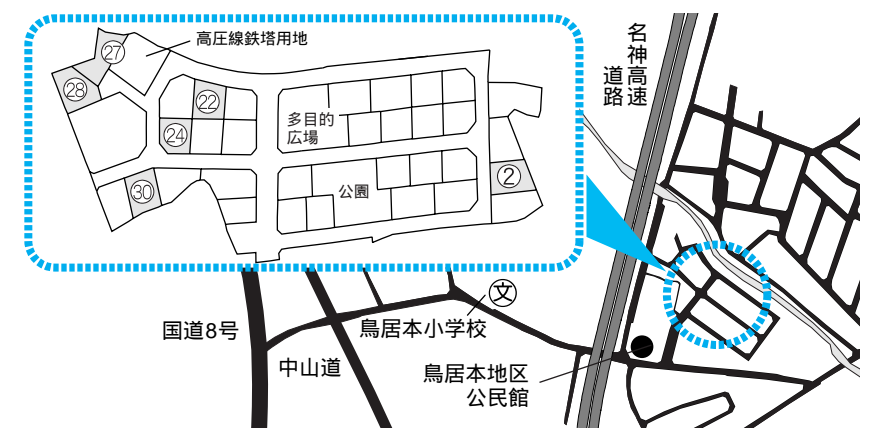 高圧線鉄塔用地
㉗
㉘
㉒
㉔
㉚
②
多目的
広場
公園
名神高速
道路
文
鳥居本小学校
国道8号
中山道
鳥居本地区
公民館